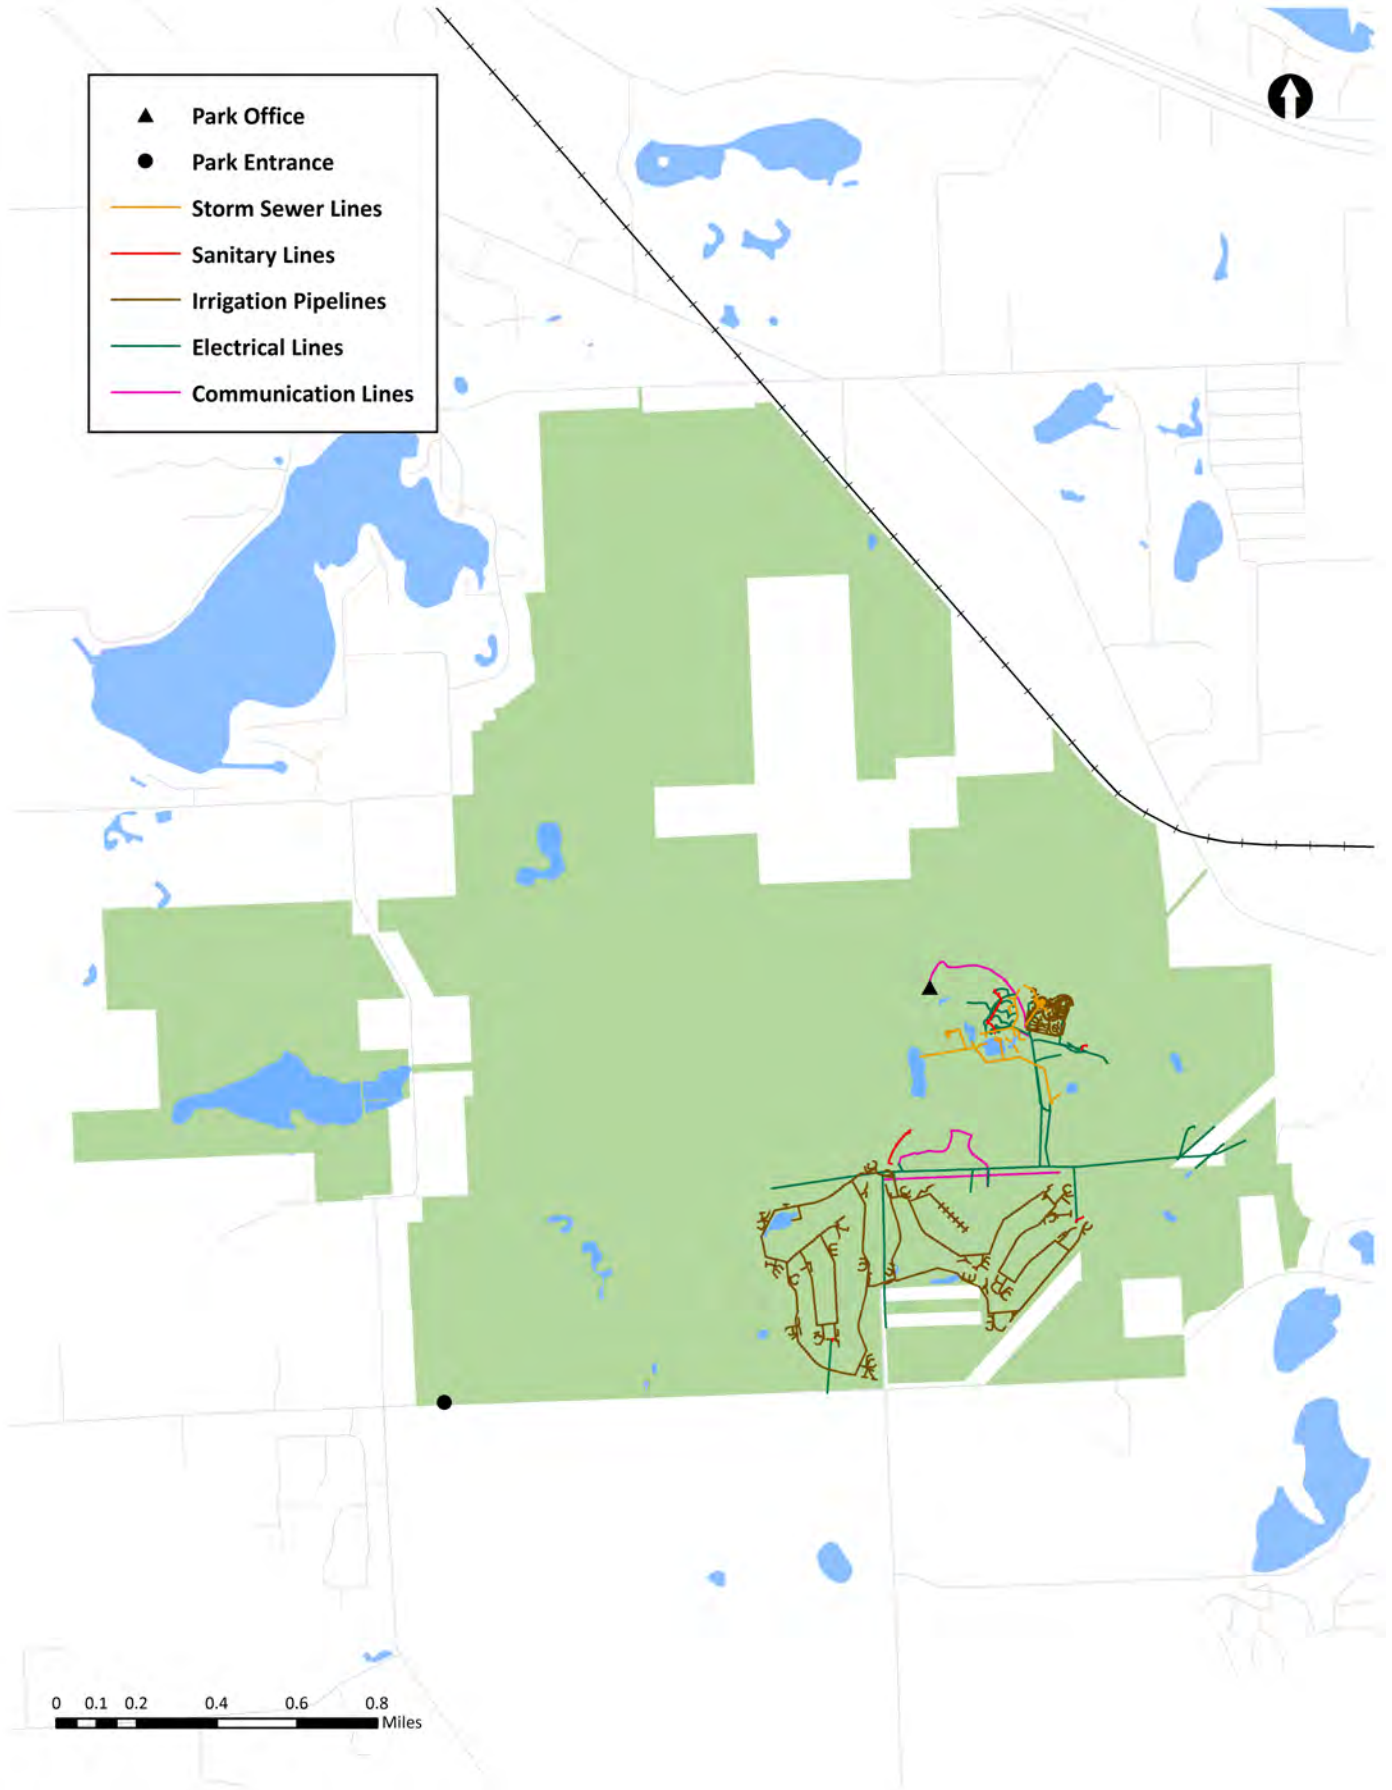 Park Office
Park Entrance
Storm Sewer Lines
Sanitary Lines
Irrigation Pipelines
Electrical Lines
Communication Lines
0 0.1 0.2 0.4 0.6 0.8
Miles